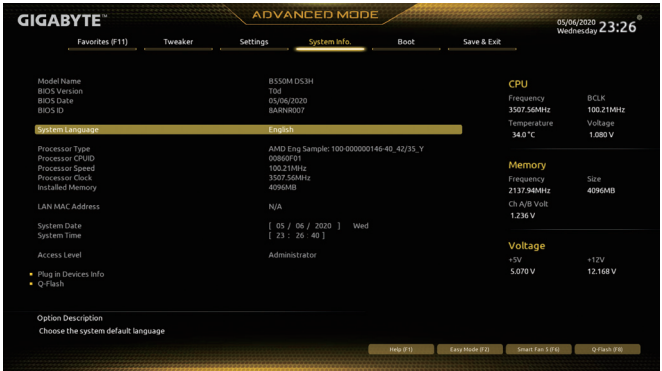 GIGABYTE™
ADVANCED MODE
05/06/2020
Wednesday 23:26
Favorites (F11) Tweaker Settings System Info. Boot Save & Exit
Model Name B550M DS3H
BIOS Version T0d
BIOS Date 05/06/2020
BIOS ID BARNR007
System Language English
Processor Type AMD Eng Sample: 100-000000146-40_42/35_Y
Processor CPUID 00860F01
Processor Speed 100.21MHz
Processor Clock 3507.56MHz
Installed Memory 4096MB
LAN MAC Address N/A
System Date [ 05 / 06 / 2020 ] Wed
System Time [ 23 : 26 : 40 ]
Access Level Administrator
Plug in Devices Info
Q-Flash
CPU
Frequency BCLK
3507.56MHz 100.21MHz
Temperature Voltage
34.0 °C 1.080 V
Memory
Frequency Size
2137.94MHz 4096MB
Ch A/B Volt
1.236 V
Voltage
+5V +12V
5.070 V 12.168 V
Option Description
Choose the system default language
Help (F1) Easy Mode (F2) Smart Fan 5 (F6) Q-Flash (F8)